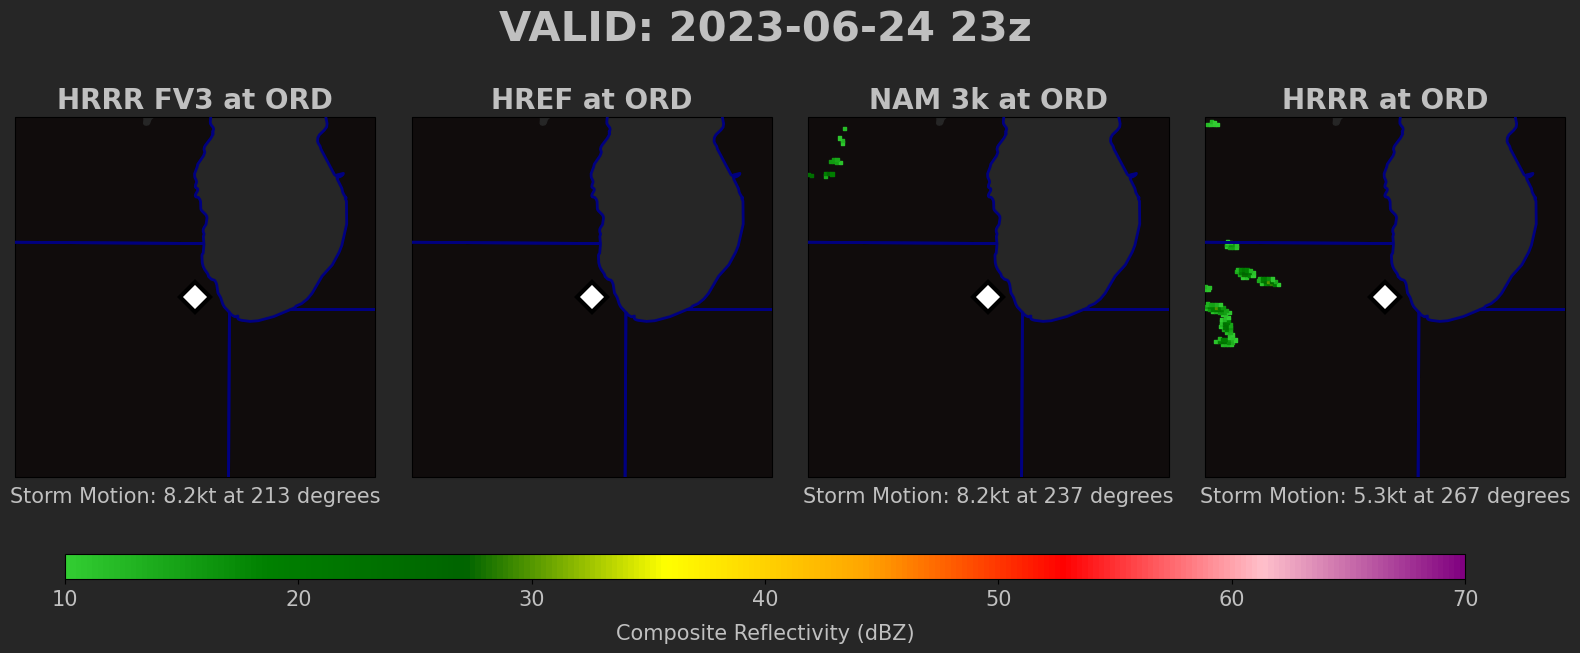 VALID: 2023-06-24 23z
HRRR FV3 at ORD
HREF at ORD
NAM 3k at ORD
HRRR at ORD
Storm Motion: 8.2kt at 213 degrees
Storm Motion: 8.2kt at 237 degrees
Storm Motion: 5.3kt at 267 degrees
10 20 30 40 50 60 70
Composite Reflectivity (dBZ)